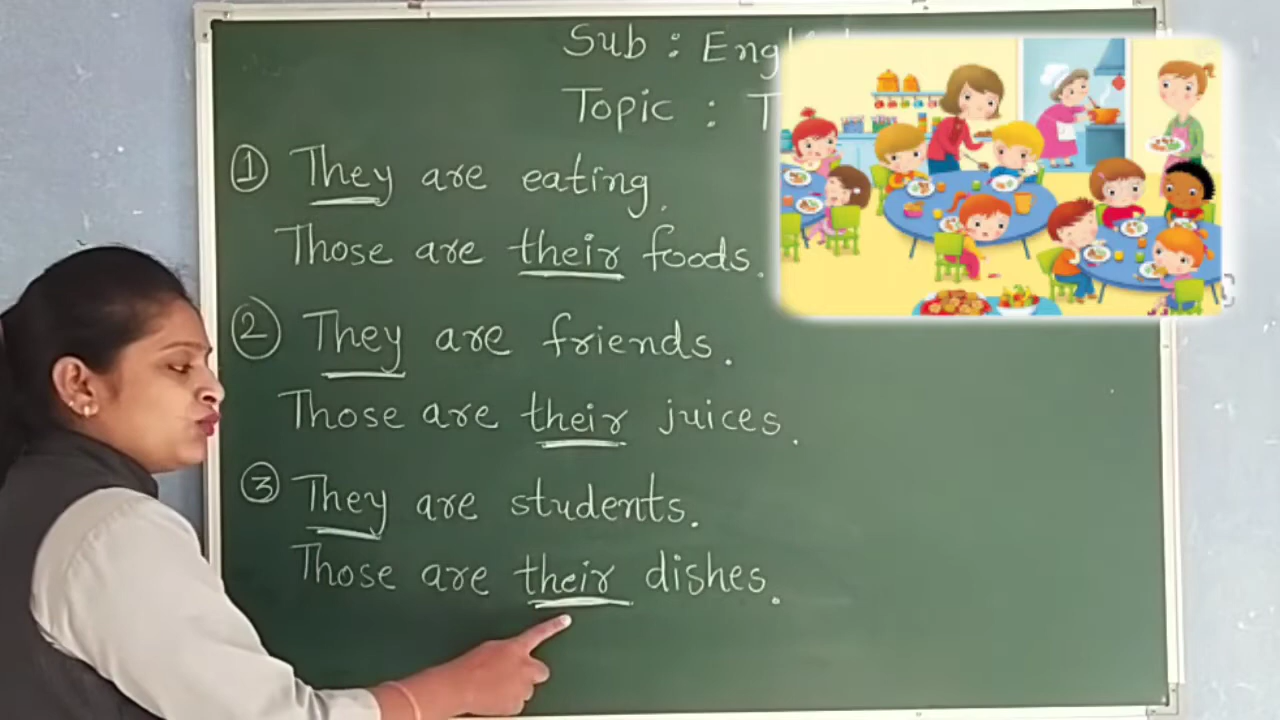 Sub : Eng
Topic : T
① They are eating.
Those are their foods.
② They are friends.
Those are their juices.
③ They are students.
Those are their dishes.